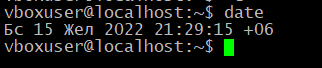 vboxuser@localhost:~$ date
Бс 15 Жел 2022 21:29:15 +06
vboxuser@localhost:~$